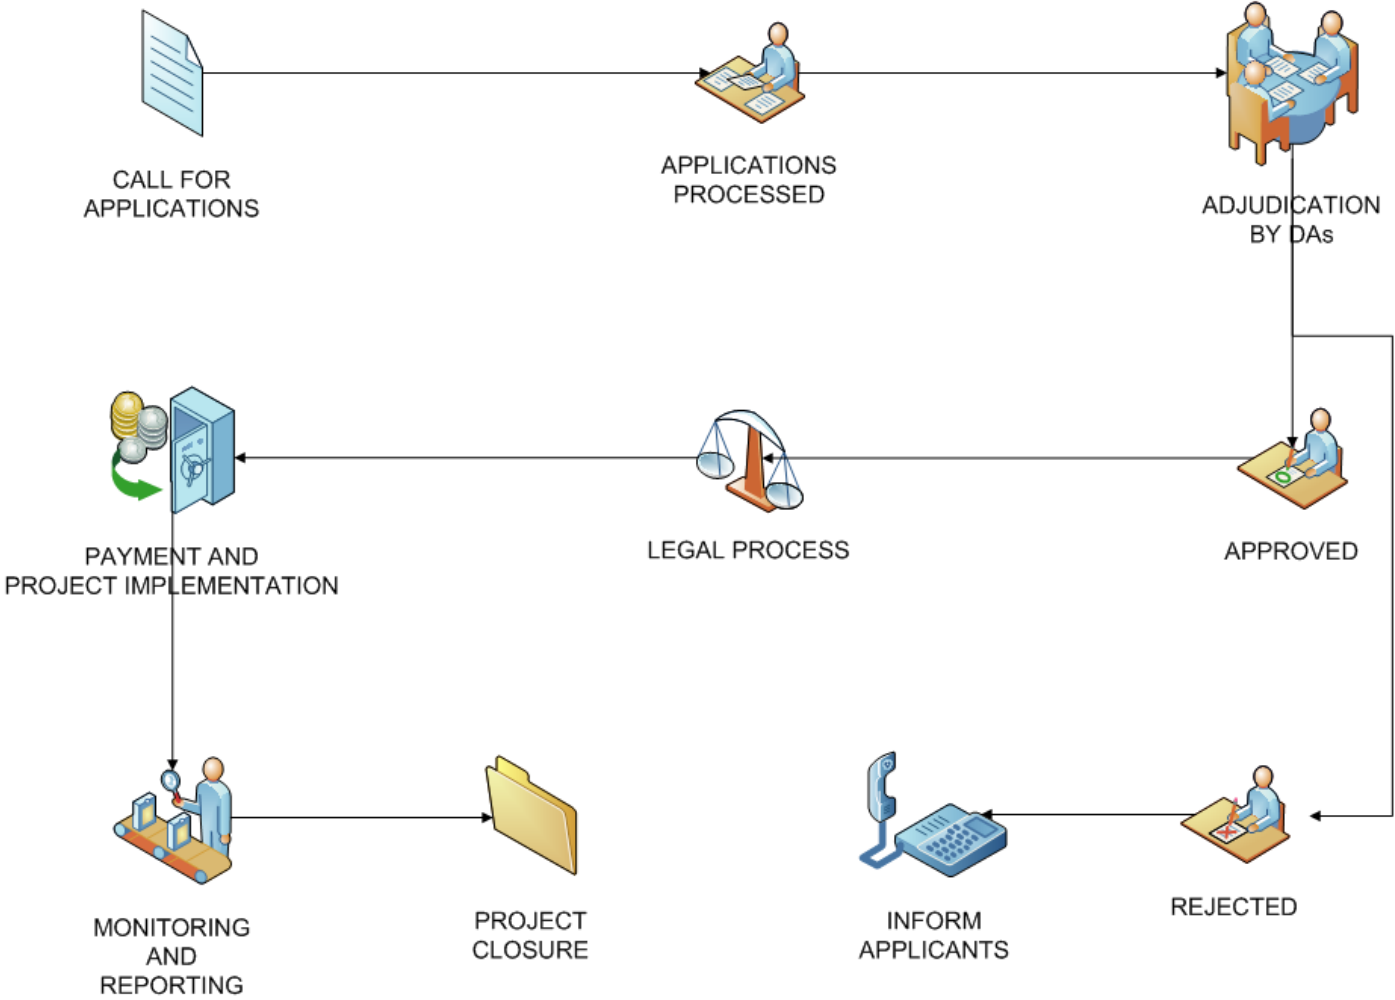 CALL FOR
APPLICATIONS
APPLICATIONS
PROCESSED
ADJUDICATION
BY DAs
PAYMENT AND
PROJECT IMPLEMENTATION
LEGAL PROCESS
APPROVED
MONITORING
AND
REPORTING
PROJECT
CLOSURE
INFORM
APPLICANTS
REJECTED